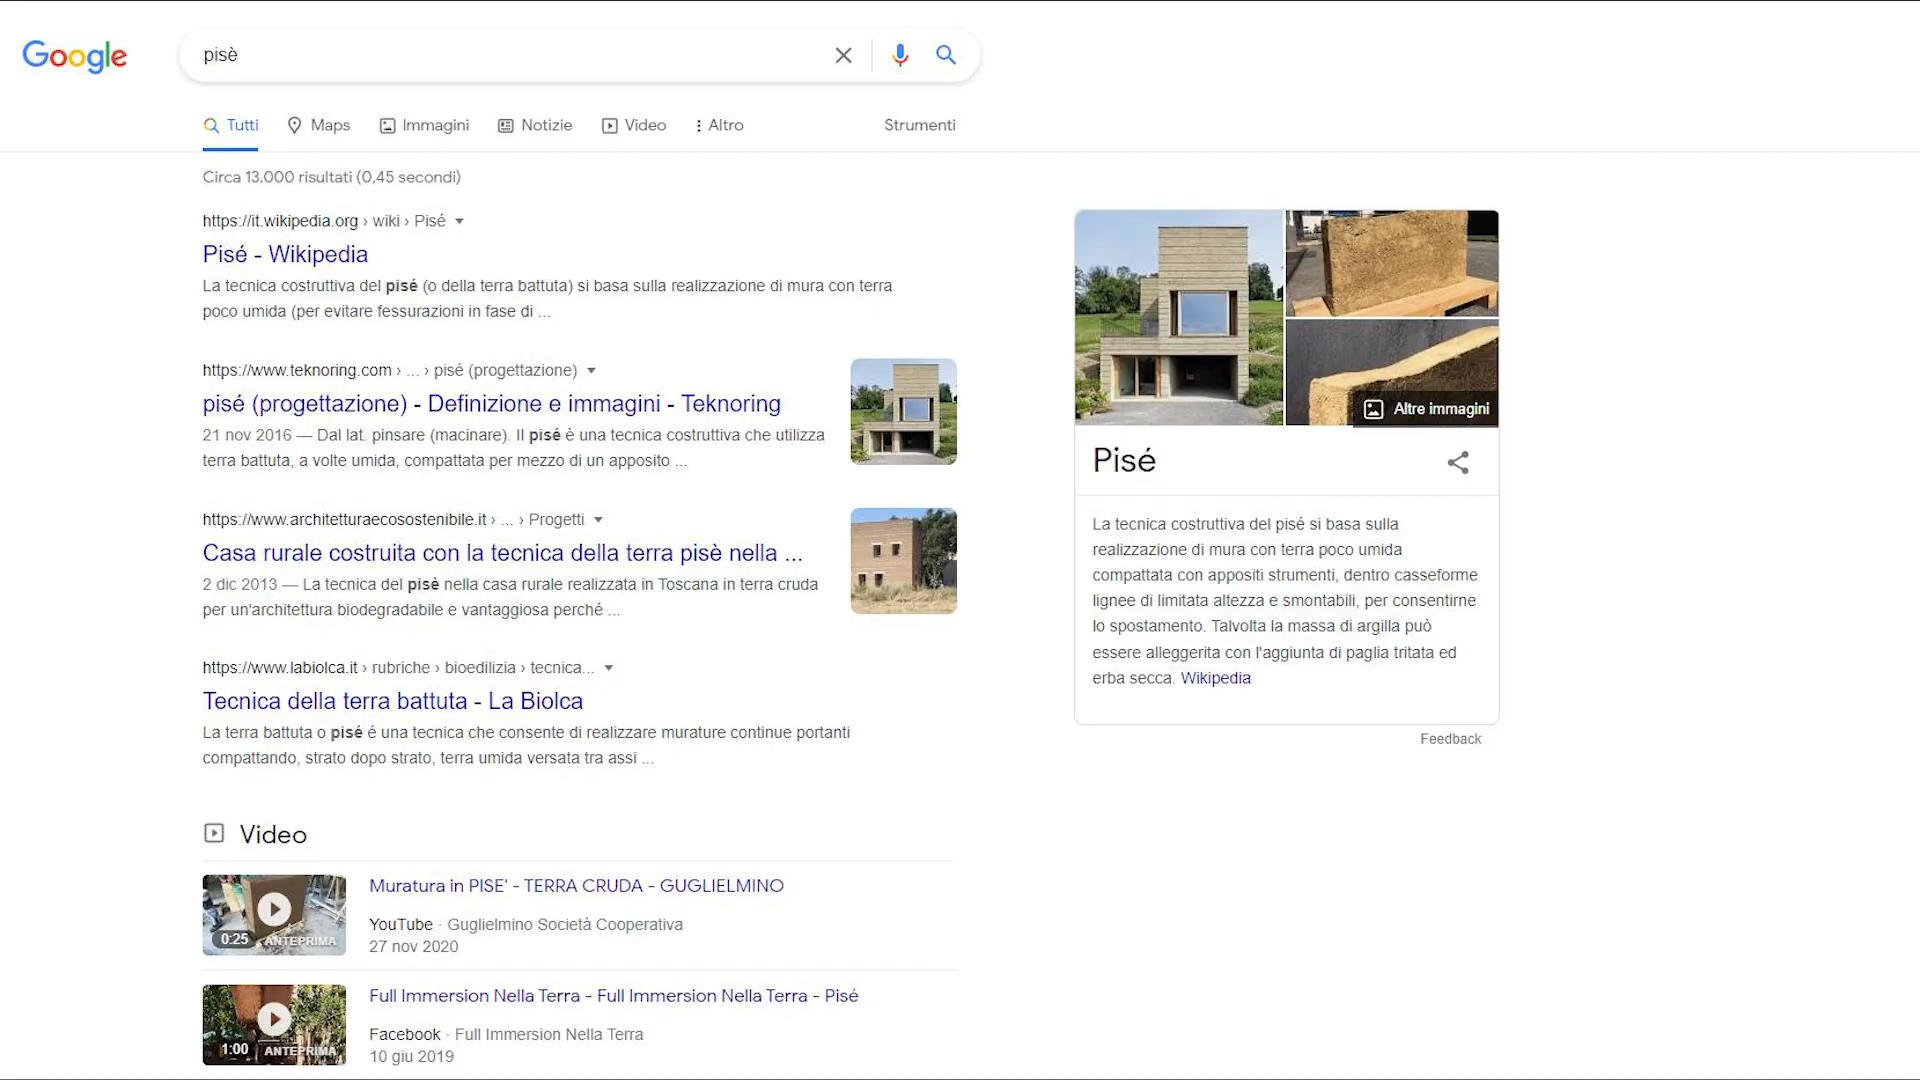 Google
pisè
Tutti
Maps
Immagini
Notizie
Video
Altro
Strumenti
Circa 13.000 risultati (0,45 secondi)
https://it.wikipedia.org › wiki › Pisé
Pisé - Wikipedia
La tecnica costruttiva del pisé (o della terra battuta) si basa sulla realizzazione di mura con terra
poco umida (per evitare fessurazioni in fase di ...
https://www.teknoring.com › ... › pisé (progettazione)
pisé (progettazione) - Definizione e immagini - Teknoring
21 nov 2016 — Dal lat. pinsare (macinare). Il pisé è una tecnica costruttiva che utilizza
terra battuta, a volte umida, compattata per mezzo di un apposito ...
https://www.architetturaecosostenibile.it › ... › Progetti
Casa rurale costruita con la tecnica della terra pisè nella ...
2 dic 2013 — La tecnica del pisè nella casa rurale realizzata in Toscana in terra cruda
per un'architettura biodegradabile e vantaggiosa perché ...
https://www.labiolca.it › rubriche › bioedilizia › tecnica...
Tecnica della terra battuta - La Biolca
La terra battuta o pisé é una tecnica che consente di realizzare murature continue portanti
compattando, strato dopo strato, terra umida versata tra assi ...
Video
0:25
ANTEPRIMA
Muratura in PISE' - TERRA CRUDA - GUGLIELMINO
YouTube · Guglielmino Società Cooperativa
27 nov 2020
1:00
ANTEPRIMA
Full Immersion Nella Terra - Full Immersion Nella Terra - Pisé
Facebook · Full Immersion Nella Terra
10 giu 2019
Altre immagini
Pisé
La tecnica costruttiva del pisé si basa sulla
realizzazione di mura con terra poco umida
compattata con appositi strumenti, dentro casseforme
lignee di limitata altezza e smontabili, per consentirne
lo spostamento. Talvolta la massa di argilla può
essere alleggerita con l'aggiunta di paglia tritata ed
erba secca. Wikipedia
Feedback